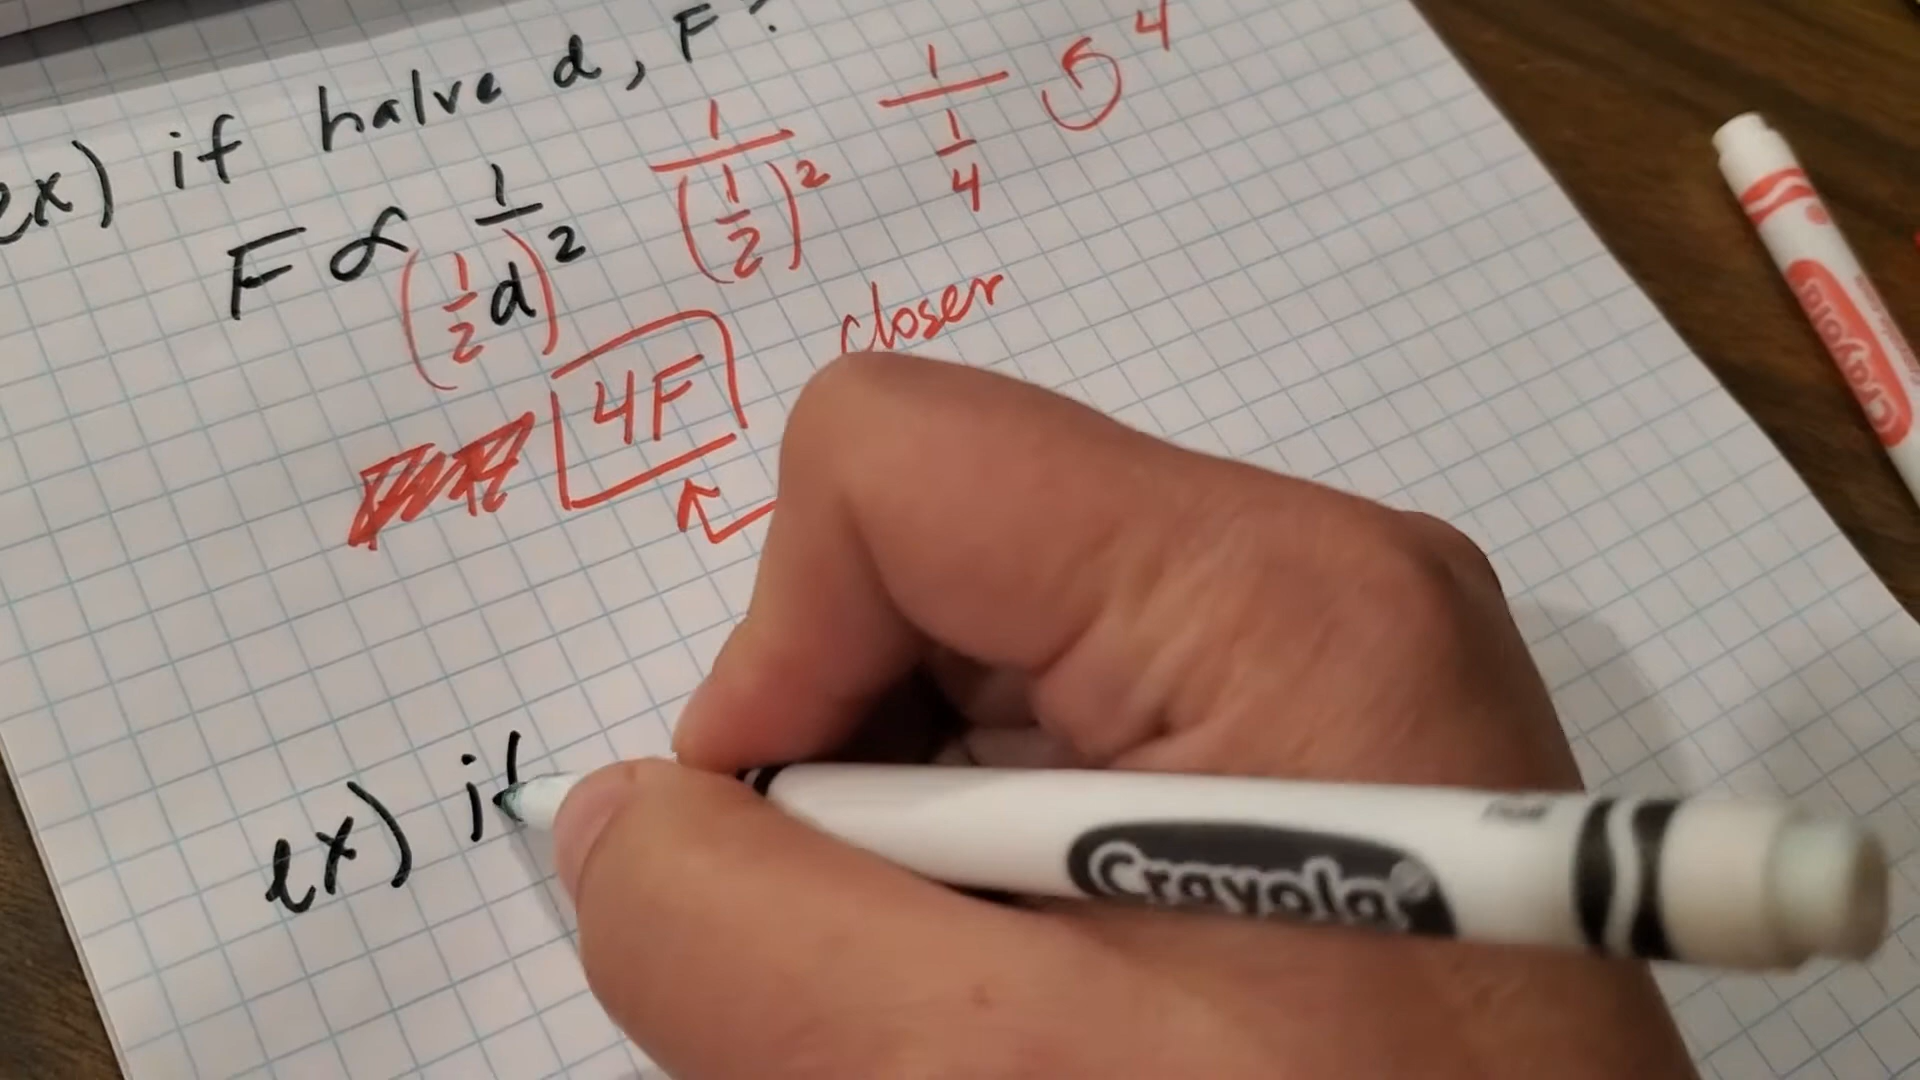 ex) if halve d, F?
F ∝ 1/(1/2 d)² 1/(1/2)² 1/(1/4) 4
closer
4F
ex) if
Crayola
Crayola